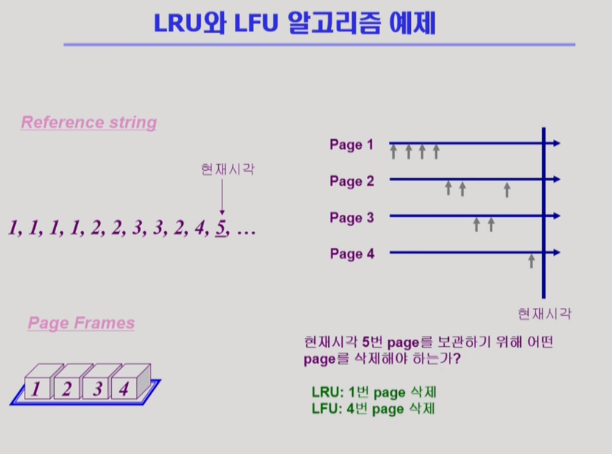 LRU와 LFU 알고리즘 예제
Reference string
현재시각
1, 1, 1, 1, 2, 2, 3, 3, 2, 4, 5, …
Page Frames
1 2 3 4
Page 1
Page 2
Page 3
Page 4
현재시각
현재시각 5번 page를 보관하기 위해 어떤
page를 삭제해야 하는가?
LRU: 1번 page 삭제
LFU: 4번 page 삭제